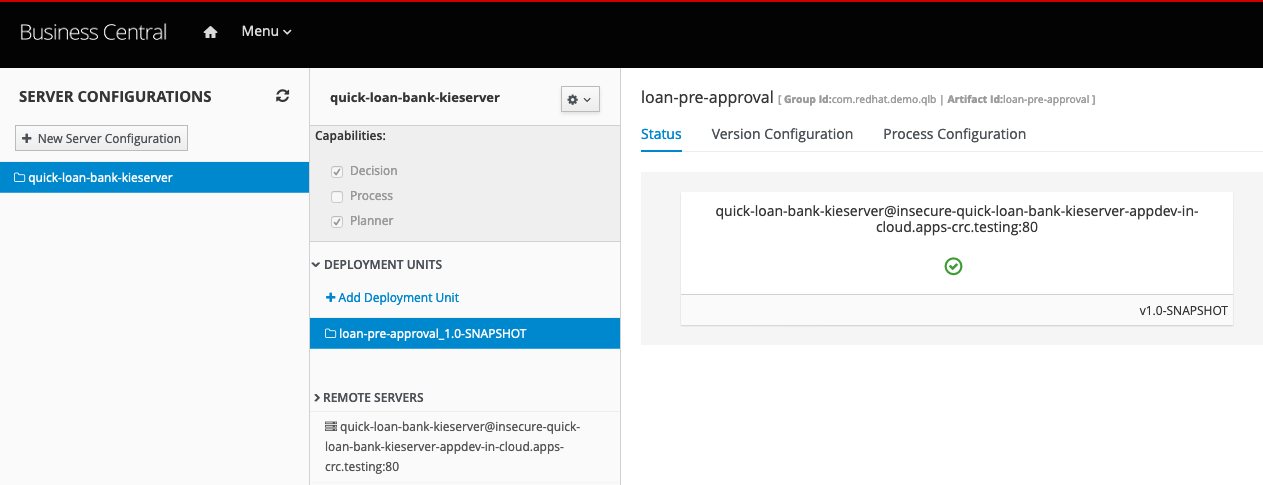 Business Central
Menu
SERVER CONFIGURATIONS
+ New Server Configuration
quick-loan-bank-kieserver
quick-loan-bank-kieserver
Capabilities:
Decision
Process
Planner
DEPLOYMENT UNITS
+ Add Deployment Unit
loan-pre-approval_1.0-SNAPSHOT
REMOTE SERVERS
quick-loan-bank-kieserver@insecure-quick-
loan-bank-kieserver-appdev-in-cloud.apps-
crc.testing:80
loan-pre-approval [ Group Id:com.redhat.demo.qlb | Artifact Id:loan-pre-approval ]
Status Version Configuration Process Configuration
quick-loan-bank-kieserver@insecure-quick-loan-bank-kieserver-appdev-in-
cloud.apps-crc.testing:80
v1.0-SNAPSHOT